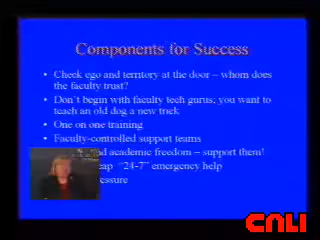 Components for Success
• Check ego and territory at the door – whom does
the faculty trust?
• Don't begin with faculty tech gurus; you want to
teach an old dog a new trick
• One on one training
• Faculty-controlled support teams
academic freedom – support them!
"24-7" emergency help
CNLI